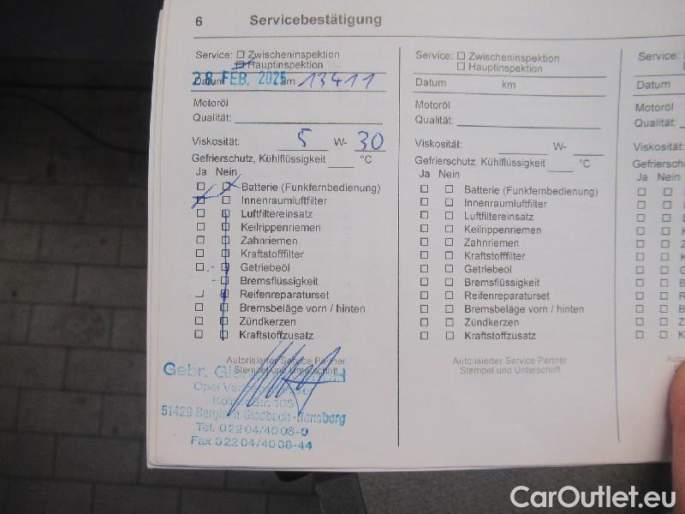 6 Servicebestätigung
Service: Zwischeninspektion
Hauptinspektion
Datum 28. FEB. 2025 km 13411
Motoröl
Qualität:
Viskosität: 5 W- 30
Gefrierschutz, Kühlflüssigkeit °C
Ja Nein
Batterie (Funkfernbedienung)
Innenraumluftfilter
Luftfiltereinsatz
Keilrippenriemen
Zahnriemen
Kraftstofffilter
Getriebeöl
Bremsflüssigkeit
Reifenreparaturset
Bremsbeläge vorn / hinten
Zündkerzen
Kraftstoffzusatz
Autorisierter Service Partner
Stempel und Unterschrift
Gebr.
Opel
51429 Bergisch Gladbach-Bensberg
Tel. 02204/4008-0
Fax 02204/4008-44
Service: Zwischeninspektion
Hauptinspektion
Datum km
Motoröl
Qualität:
Viskosität: W-
Gefrierschutz, Kühlflüssigkeit °C
Ja Nein
Batterie (Funkfernbedienung)
Innenraumluftfilter
Luftfiltereinsatz
Keilrippenriemen
Zahnriemen
Kraftstofffilter
Getriebeöl
Bremsflüssigkeit
Reifenreparaturset
Bremsbeläge vorn / hinten
Zündkerzen
Kraftstoffzusatz
Autorisierter Service Partner
Stempel und Unterschrift
Service:
Datum
Motoröl
Qualität:
Viskosität:
Gefriersch
Ja Nein
CarOutlet.eu